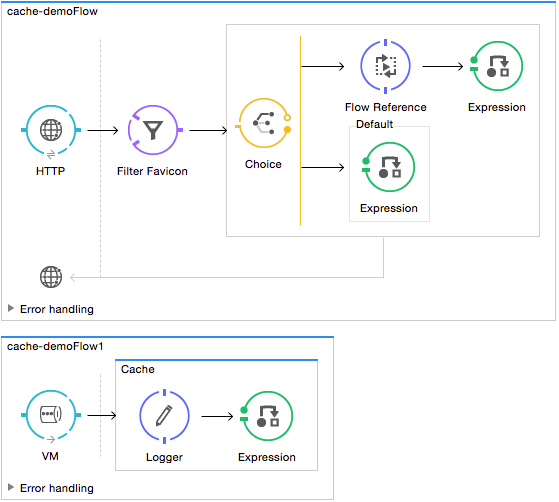 cache-demoFlow
Flow Reference
Expression
Default
HTTP
Filter Favicon
Choice
Expression
Error handling
cache-demoFlow1
Cache
VM
Logger
Expression
Error handling